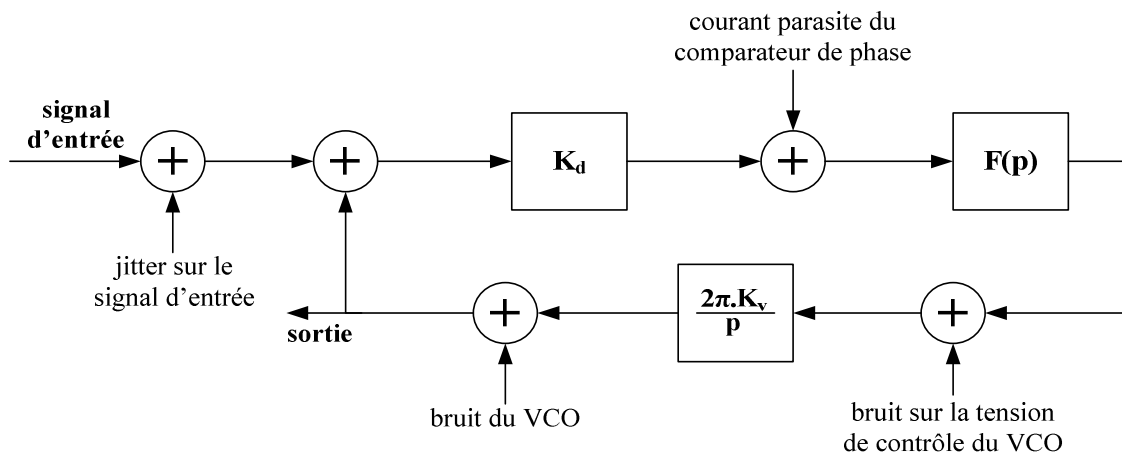 courant parasite du
comparateur de phase
signal
d’entrée
+
+
K_d
+
F(p)
jitter sur le
signal d’entrée
sortie
+
2π.K_v
p
+
bruit du VCO
bruit sur la tension
de contrôle du VCO